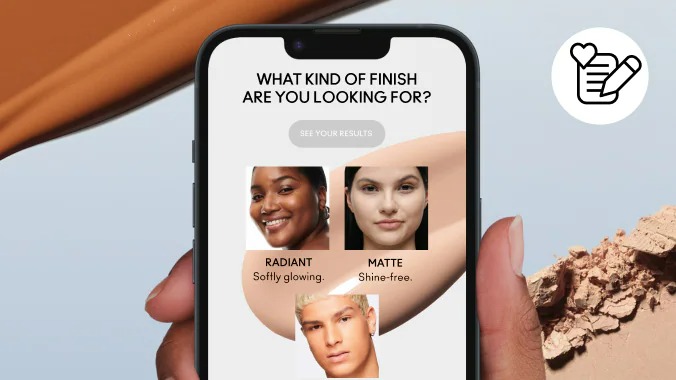 WHAT KIND OF FINISH
ARE YOU LOOKING FOR?
SEE YOUR RESULTS
RADIANT
Softly glowing.
MATTE
Shine-free.